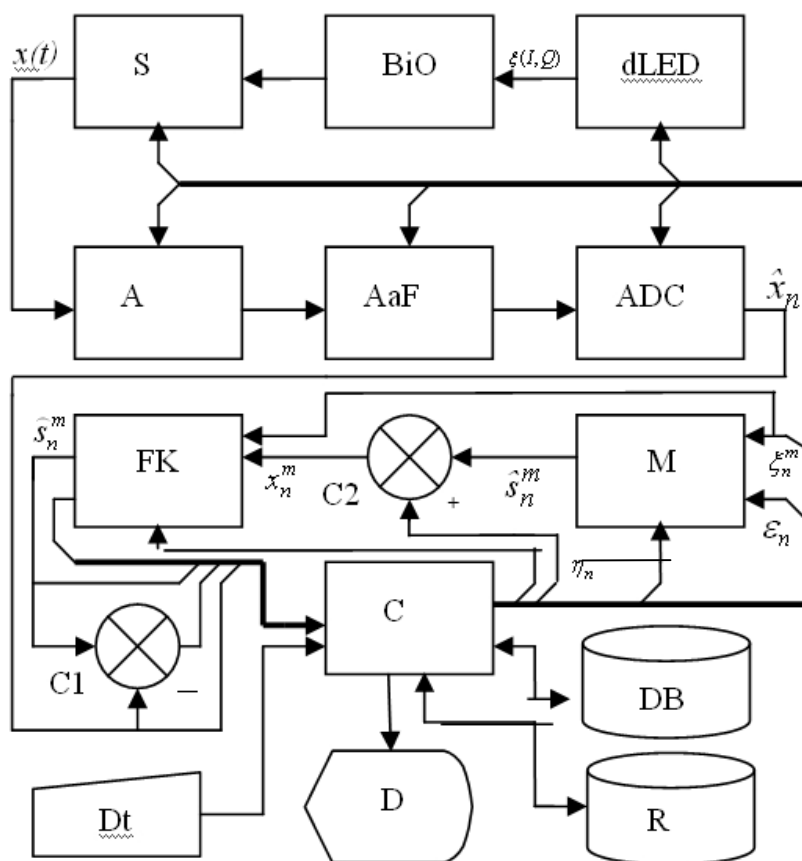 x(t)
S
BiO
ξ(I,Q)
dLED
A
AaF
ADC
x̂ₙ
ŝₙᵐ
FK
xₙᵐ
C2
+
ŝₙᵐ
M
ξₙᵐ
εₙ
ηₙ
C
C1
−
DB
Dt
D
R